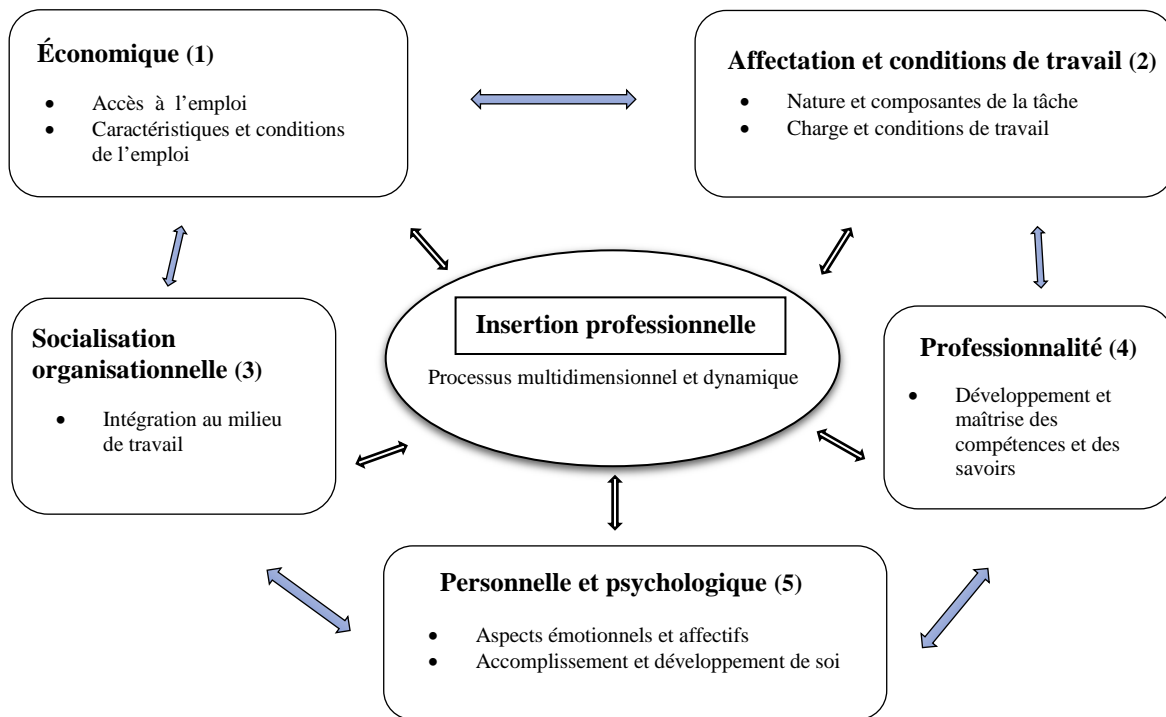 Économique (1)
• Accès à l’emploi
• Caractéristiques et conditions
de l’emploi
Affectation et conditions de travail (2)
• Nature et composantes de la tâche
• Charge et conditions de travail
Insertion professionnelle
Processus multidimensionnel et dynamique
Socialisation
organisationnelle (3)
• Intégration au milieu
de travail
Professionnalité (4)
• Développement et
maîtrise des
compétences et des
savoirs
Personnelle et psychologique (5)
• Aspects émotionnels et affectifs
• Accomplissement et développement de soi